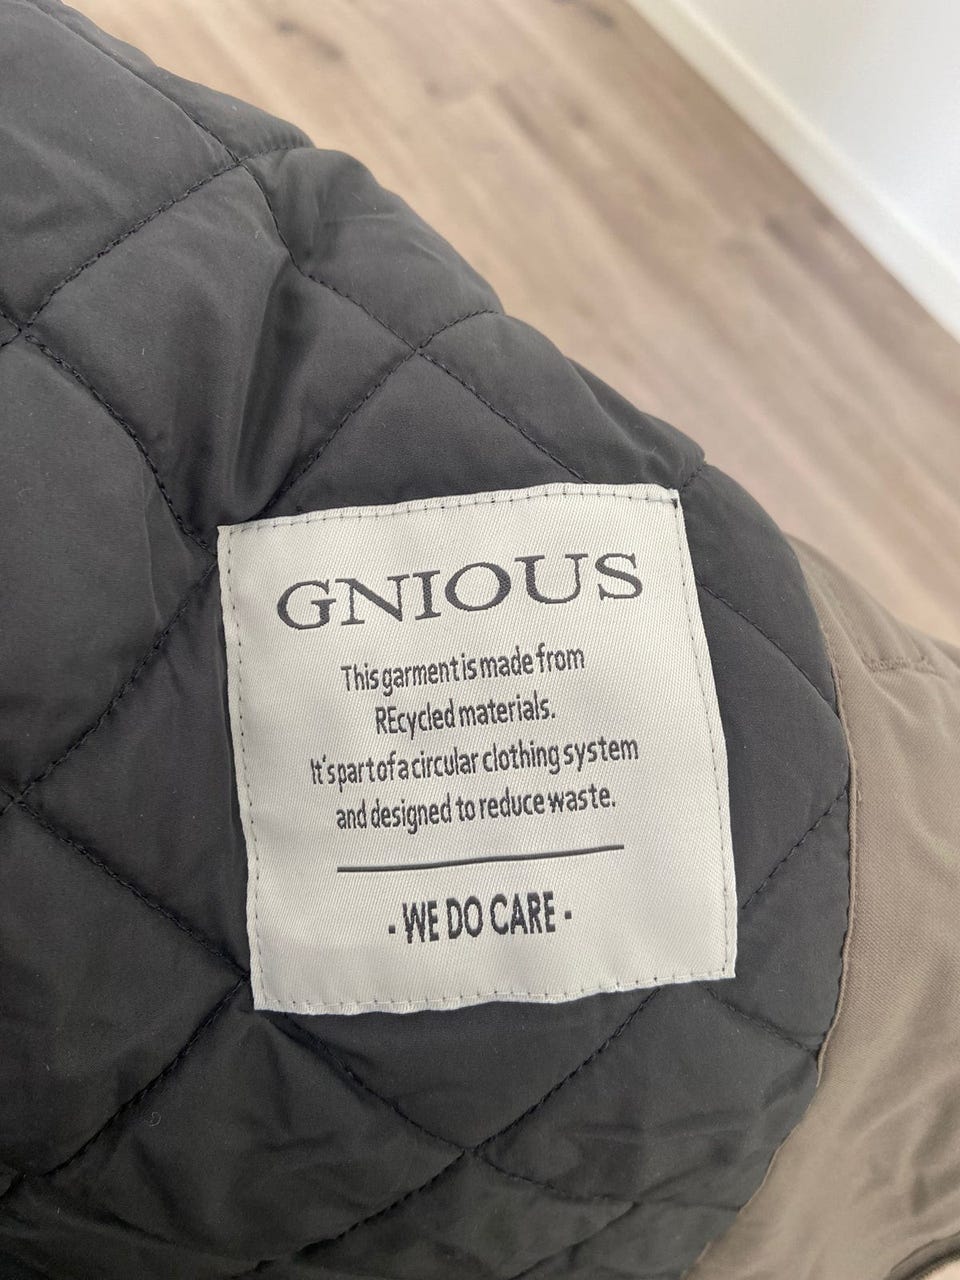 GNIOUS
This garment is made from
REcycled materials.
It's part of a circular clothing system
and designed to reduce waste.
- WE DO CARE -